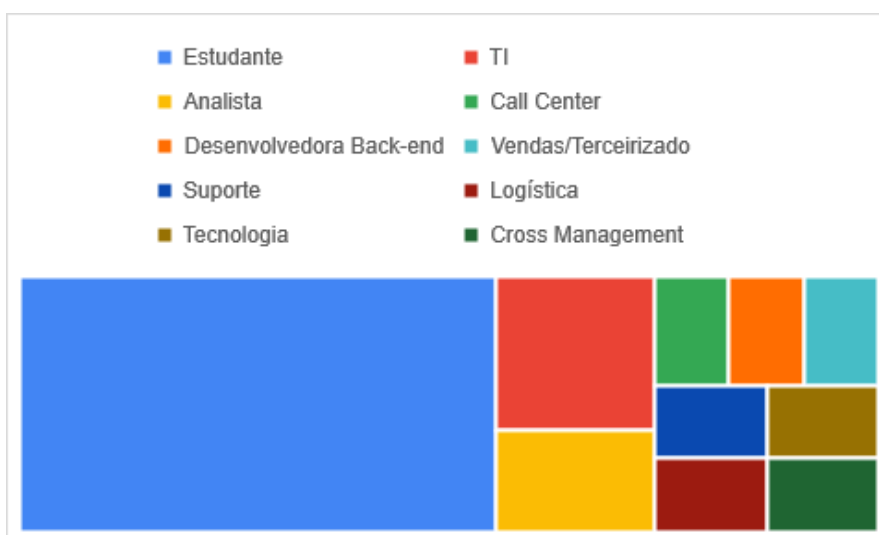 Estudante TI
Analista Call Center
Desenvolvedora Back-end Vendas/Terceirizado
Suporte Logística
Tecnologia Cross Management